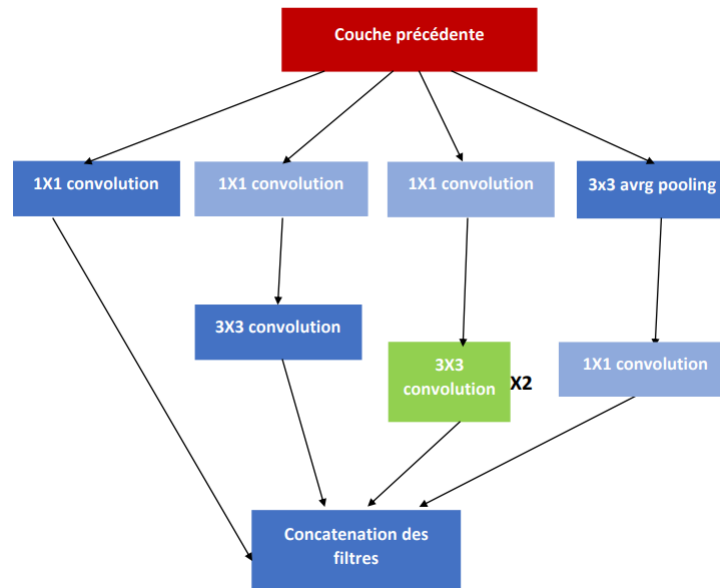 Couche précédente
1X1 convolution
1X1 convolution
1X1 convolution
3x3 avrg pooling
3X3 convolution
3X3
convolution
X2
1X1 convolution
Concatenation des
filtres